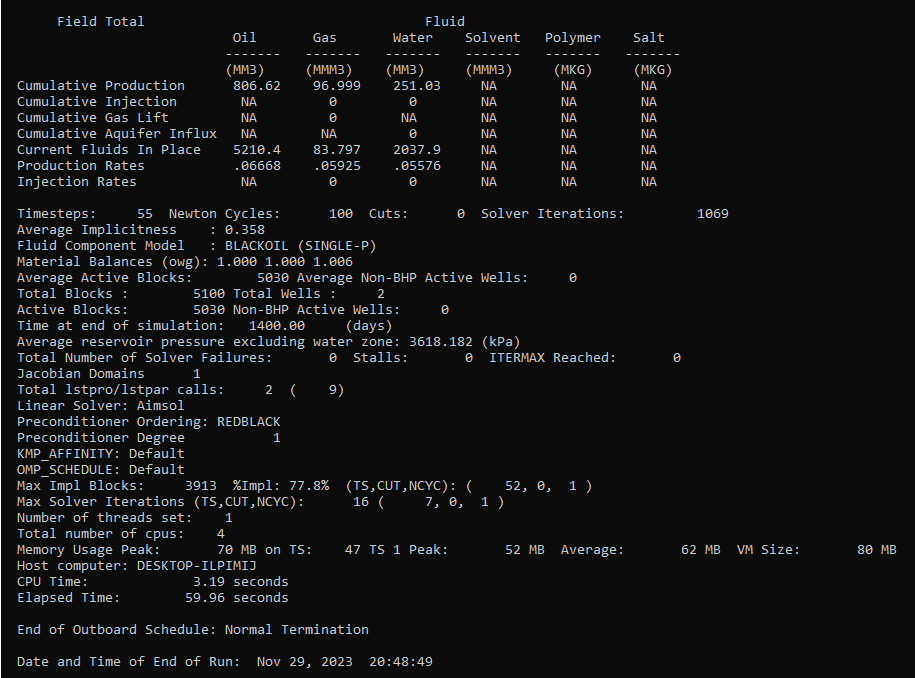 Field Total                                   Fluid
                           Oil       Gas       Water    Solvent   Polymer    Salt
                          -------   -------   -------   -------   -------   -------
                          (MM3)     (MMM3)    (MM3)     (MMM3)     (MKG)     (MKG)
Cumulative Production      806.62    96.999    251.03     NA        NA        NA
Cumulative Injection        NA         0         0        NA        NA        NA
Cumulative Gas Lift         NA         0        NA        NA        NA        NA
Cumulative Aquifer Influx   NA        NA         0        NA        NA        NA
Current Fluids In Place    5210.4    83.797    2037.9     NA        NA        NA
Production Rates           .06668    .05925    .05576     NA        NA        NA
Injection Rates             NA         0         0        NA        NA        NA
Timesteps:     55  Newton Cycles:      100  Cuts:      0  Solver Iterations:         1069
Average Implicitness    : 0.358
Fluid Component Model   : BLACKOIL (SINGLE-P)
Material Balances (owg): 1.000 1.000 1.006
Average Active Blocks:        5030 Average Non-BHP Active Wells:     0
Total Blocks :        5100 Total Wells :     2
Active Blocks:        5030 Non-BHP Active Wells:     0
Time at end of simulation:   1400.00     (days)
Average reservoir pressure excluding water zone: 3618.182 (kPa)
Total Number of Solver Failures:       0  Stalls:       0  ITERMAX Reached:       0
Jacobian Domains      1
Total lstpro/lstpar calls:     2  (    9)
Linear Solver: Aimsol
Preconditioner Ordering: REDBLACK
Preconditioner Degree           1
KMP_AFFINITY: Default
OMP_SCHEDULE: Default
Max Impl Blocks:     3913  %Impl: 77.8%  (TS,CUT,NCYC): (    52, 0,  1 )
Max Solver Iterations (TS,CUT,NCYC):      16 (     7, 0,  1 )
Number of threads set:    1
Total number of cpus:    4
Memory Usage Peak:       70 MB on TS:    47 TS 1 Peak:       52 MB  Average:       62 MB  VM Size:       80 MB
Host computer: DESKTOP-ILPIMIJ
CPU Time:             3.19 seconds
Elapsed Time:        59.96 seconds
End of Outboard Schedule: Normal Termination
Date and Time of End of Run:  Nov 29, 2023  20:48:49